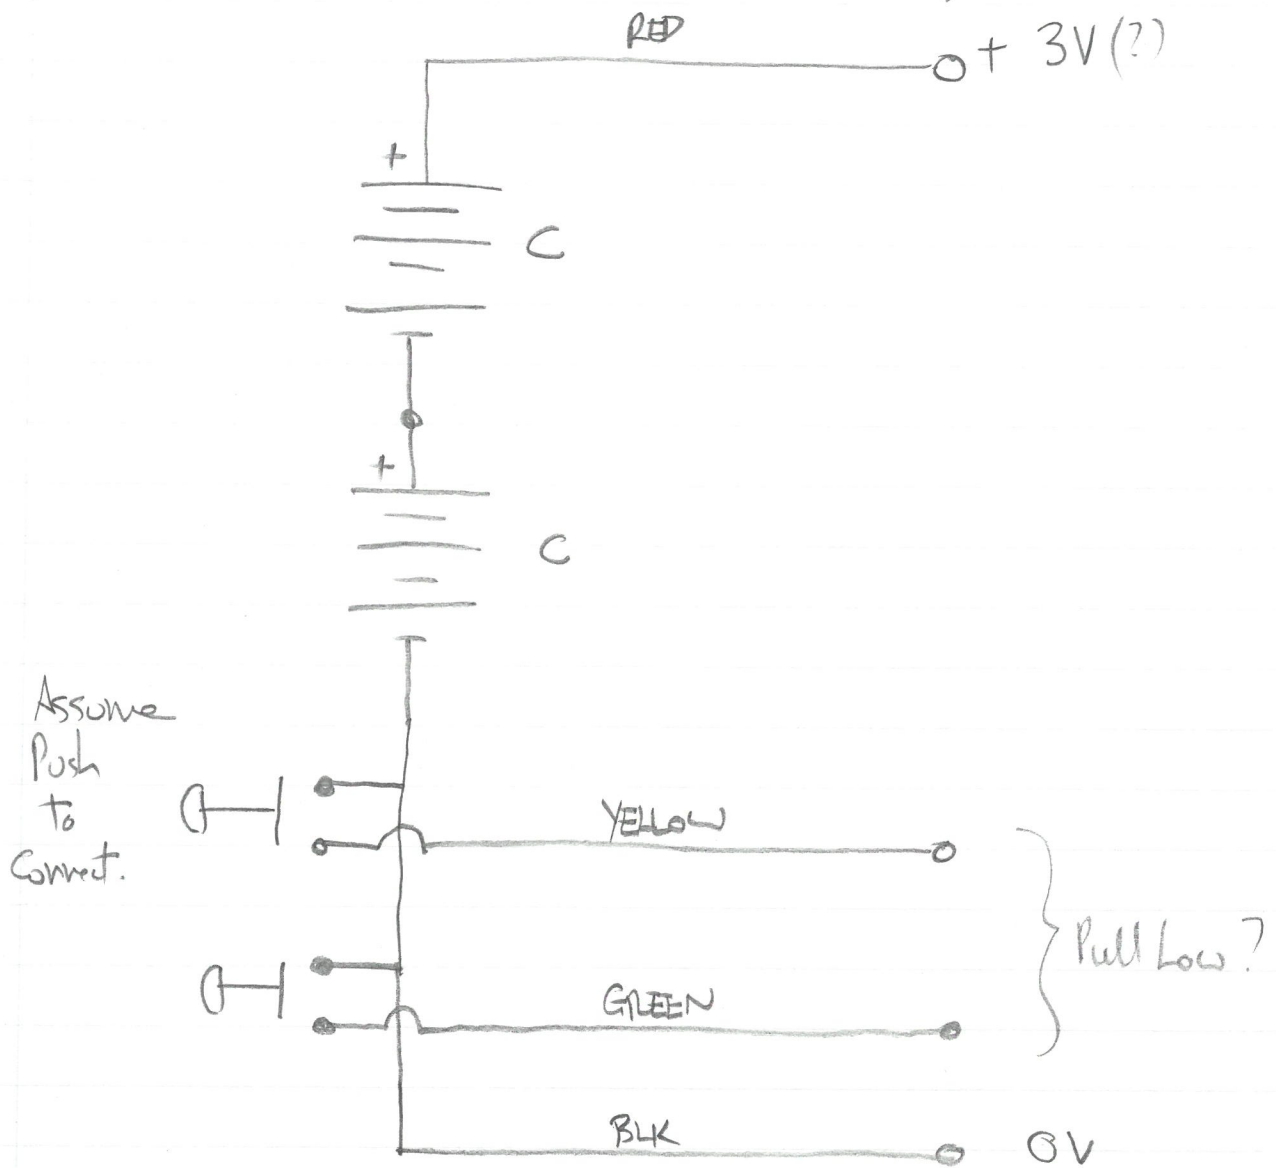 RED
+ 3V(??)
+
C
+
C
Assume
Push
to
Connect.
YELLOW
GREEN
Pull Low?
BLK
0V